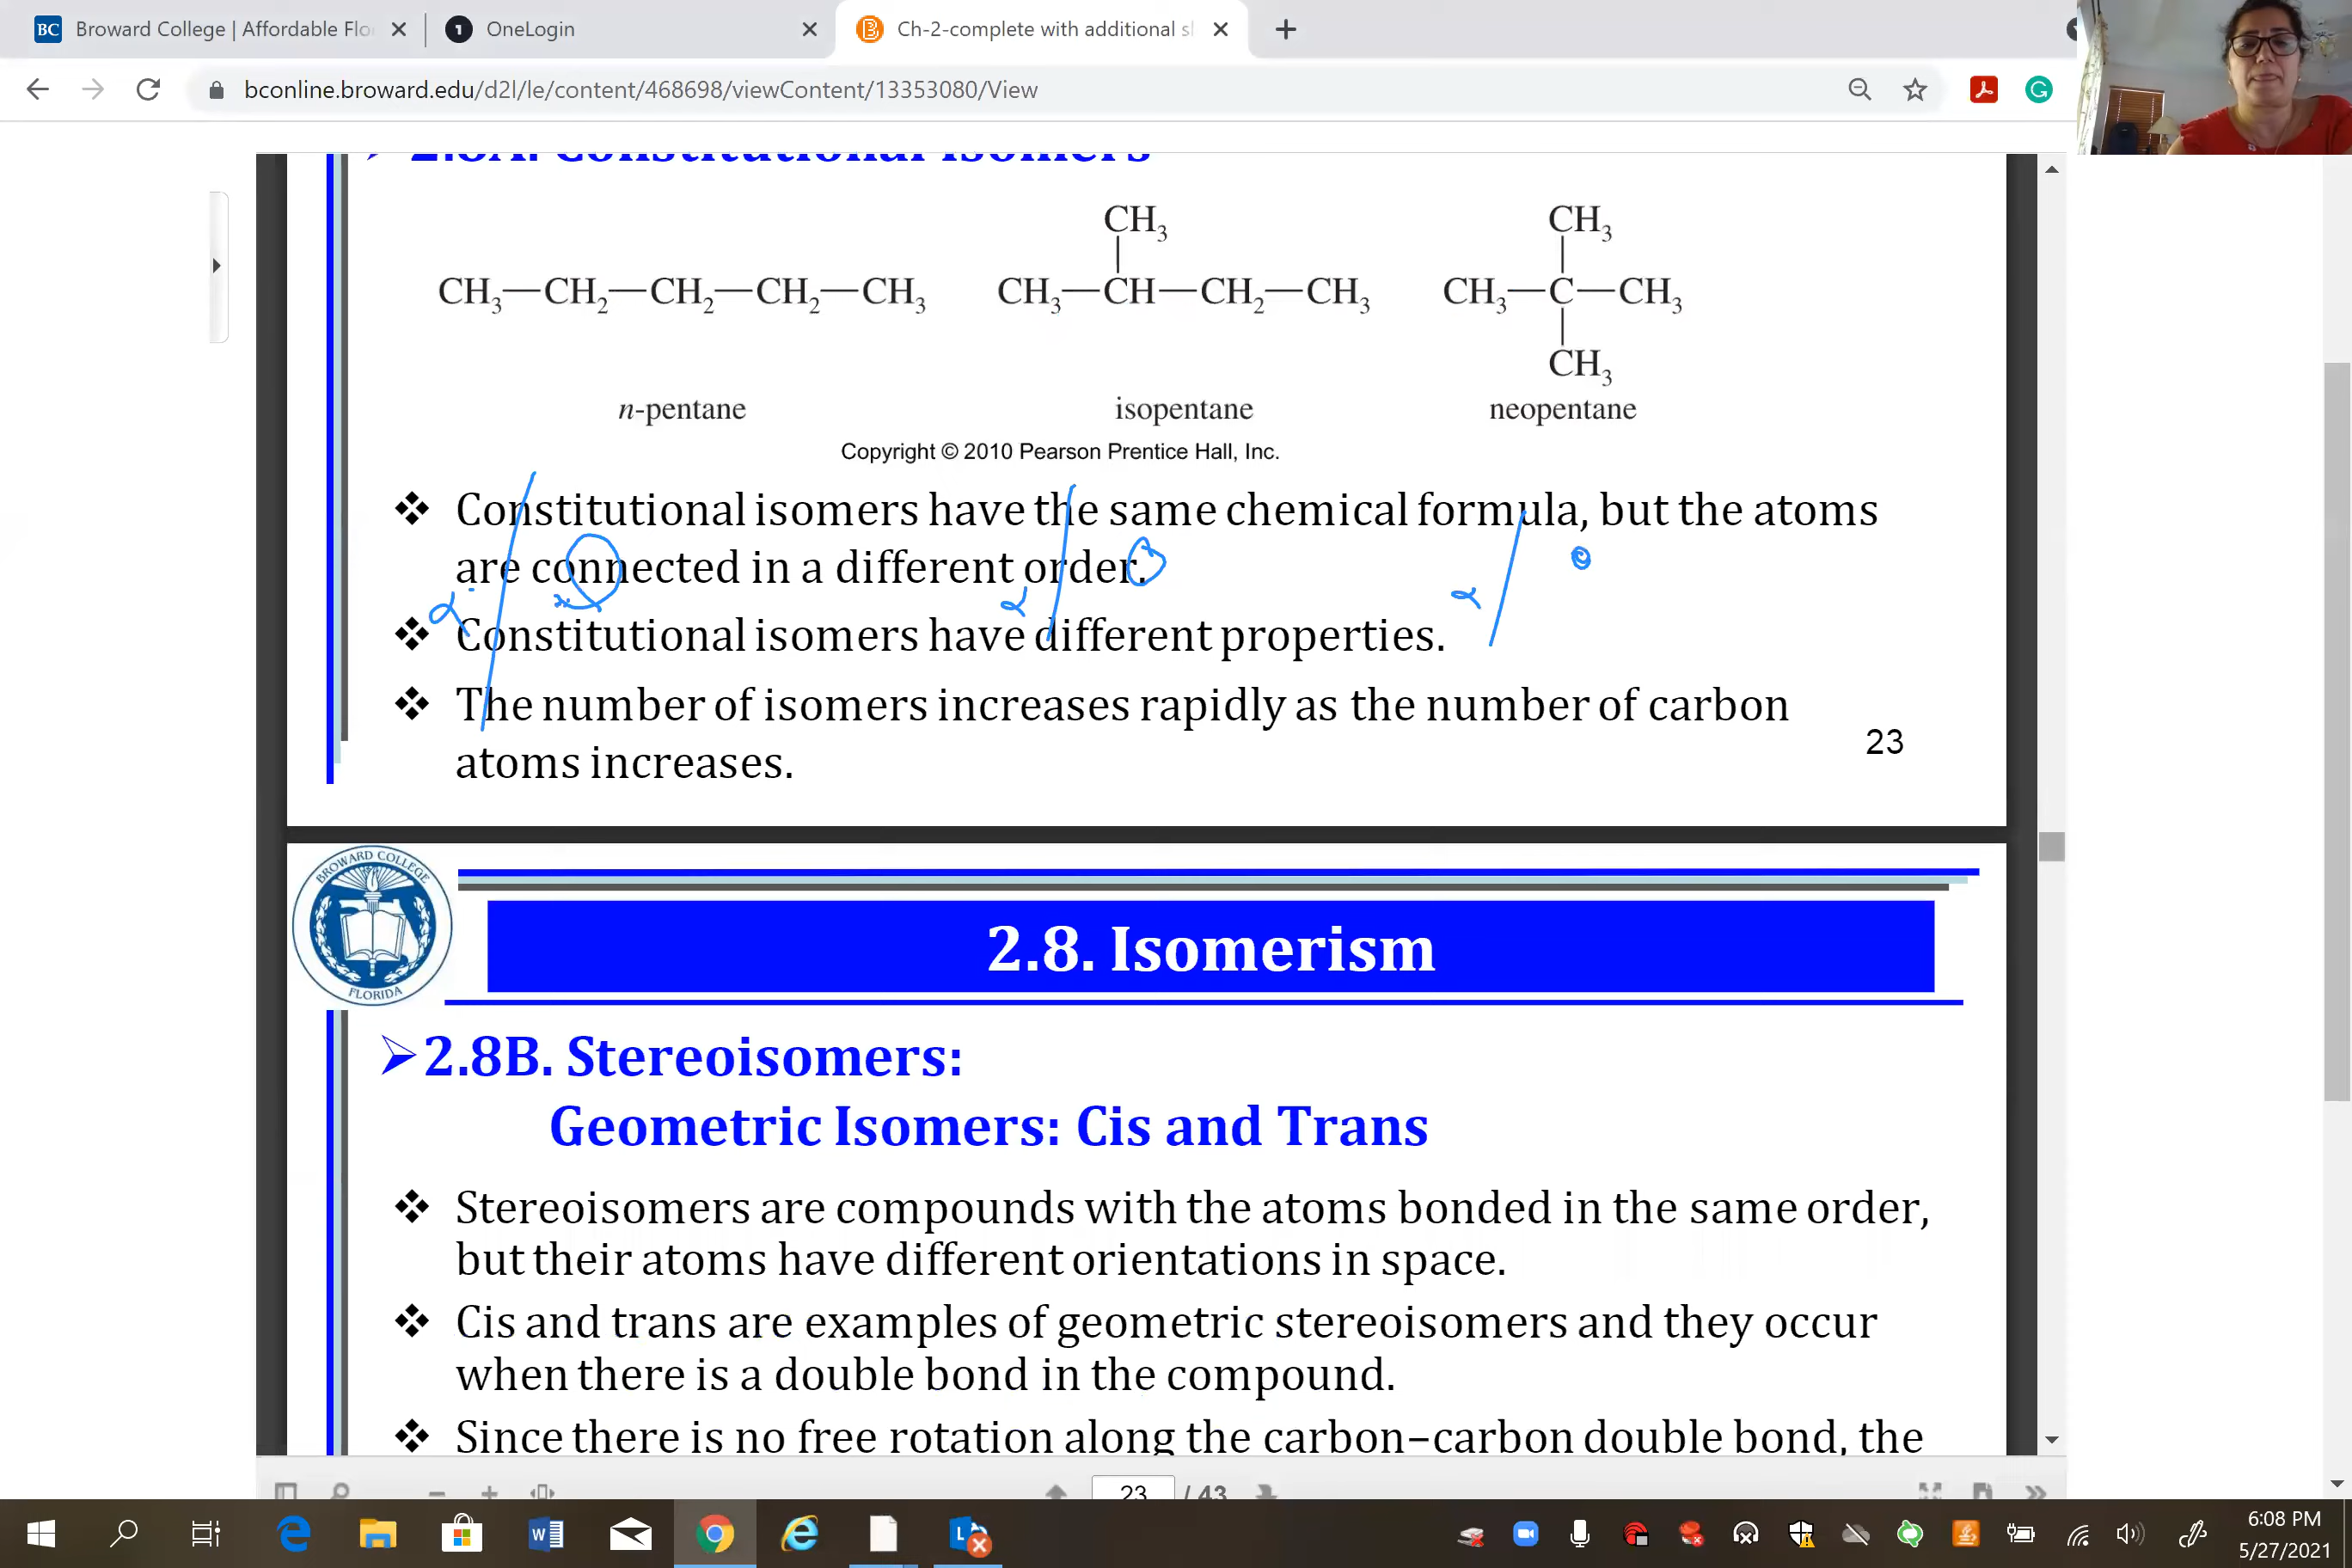 Broward College | Affordable Flo
OneLogin
Ch-2-complete with additional sl
bconline.broward.edu/d2l/le/content/468698/viewContent/13353080/View
2.8A. Constitutional Isomers
CH3 CH3
CH3—CH2—CH2—CH2—CH3 CH3—CH—CH2—CH3 CH3—C—CH3
CH3
n-pentane isopentane neopentane
Copyright © 2010 Pearson Prentice Hall, Inc.
❖ Constitutional isomers have the same chemical formula, but the atoms
are connected in a different order.
❖ Constitutional isomers have different properties.
❖ The number of isomers increases rapidly as the number of carbon
atoms increases.
23
BROWARD COLLEGE
FLORIDA
2.8. Isomerism
➢2.8B. Stereoisomers:
Geometric Isomers: Cis and Trans
❖ Stereoisomers are compounds with the atoms bonded in the same order,
but their atoms have different orientations in space.
❖ Cis and trans are examples of geometric stereoisomers and they occur
when there is a double bond in the compound.
❖ Since there is no free rotation along the carbon–carbon double bond, the
23 / 43
6:08 PM
5/27/2021